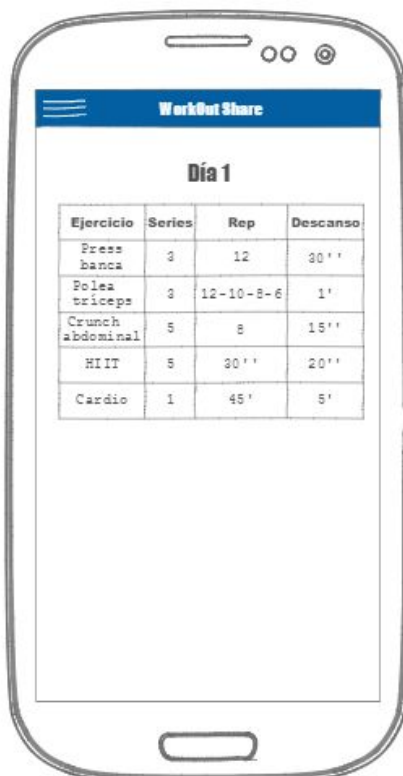 WorkOut Share
Día 1
Ejercicio Series Rep Descanso
Press banca 3 12 30''
Polea tríceps 3 12-10-8-6 1'
Crunch abdominal 5 8 15''
HIIT 5 30'' 20''
Cardio 1 45' 5'